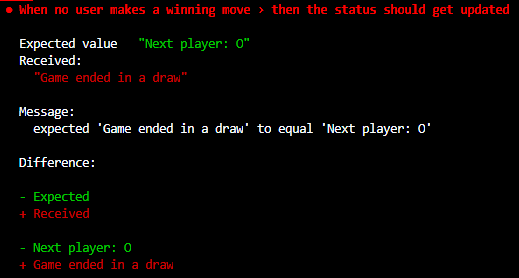 ● When no user makes a winning move › then the status should get updated
Expected value "Next player: O"
Received:
"Game ended in a draw"
Message:
expected 'Game ended in a draw' to equal 'Next player: O'
Difference:
- Expected
+ Received
- Next player: O
+ Game ended in a draw